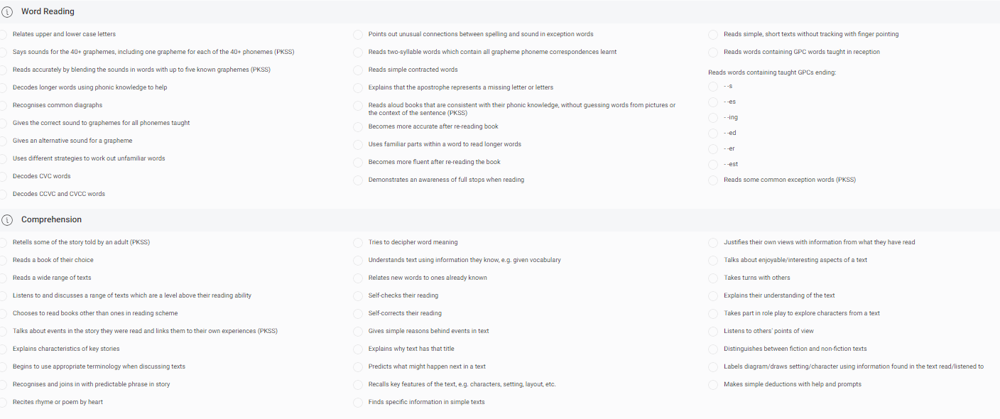 Word Reading
Relates upper and lower case letters
Says sounds for the 40+ graphemes, including one grapheme for each of the 40+ phonemes (PKSS)
Reads accurately by blending the sounds in words with up to five known graphemes (PKSS)
Decodes longer words using phonic knowledge to help
Recognises common diagraphs
Gives the correct sound to graphemes for all phonemes taught
Gives an alternative sound for a grapheme
Uses different strategies to work out unfamiliar words
Decodes CVC words
Decodes CCVC and CVCC words
Points out unusual connections between spelling and sound in exception words
Reads two-syllable words which contain all grapheme phoneme correspondences learnt
Reads simple contracted words
Explains that the apostrophe represents a missing letter or letters
Reads aloud books that are consistent with their phonic knowledge, without guessing words from pictures or
the context of the sentence (PKSS)
Becomes more accurate after re-reading book
Uses familiar parts within a word to read longer words
Becomes more fluent after re-reading the book
Demonstrates an awareness of full stops when reading
Reads simple, short texts without tracking with finger pointing
Reads words containing GPC words taught in reception
Reads words containing taught GPCs ending:
- -s
- -es
- -ing
- -ed
- -er
- -est
Reads some common exception words (PKSS)
Comprehension
Retells some of the story told by an adult (PKSS)
Reads a book of their choice
Reads a wide range of texts
Listens to and discusses a range of texts which are a level above their reading ability
Chooses to read books other than ones in reading scheme
Talks about events in the story they were read and links them to their own experiences (PKSS)
Explains characteristics of key stories
Begins to use appropriate terminology when discussing texts
Recognises and joins in with predictable phrase in story
Recites rhyme or poem by heart
Tries to decipher word meaning
Understands text using information they know, e.g. given vocabulary
Relates new words to ones already known
Self-checks their reading
Self-corrects their reading
Gives simple reasons behind events in text
Explains why text has that title
Predicts what might happen next in a text
Recalls key features of the text, e.g. characters, setting, layout, etc.
Finds specific information in simple texts
Justifies their own views with information from what they have read
Talks about enjoyable/interesting aspects of a text
Takes turns with others
Explains their understanding of the text
Takes part in role play to explore characters from a text
Listens to others' points of view
Distinguishes between fiction and non-fiction texts
Labels diagram/draws setting/character using information found in the text read/listened to
Makes simple deductions with help and prompts